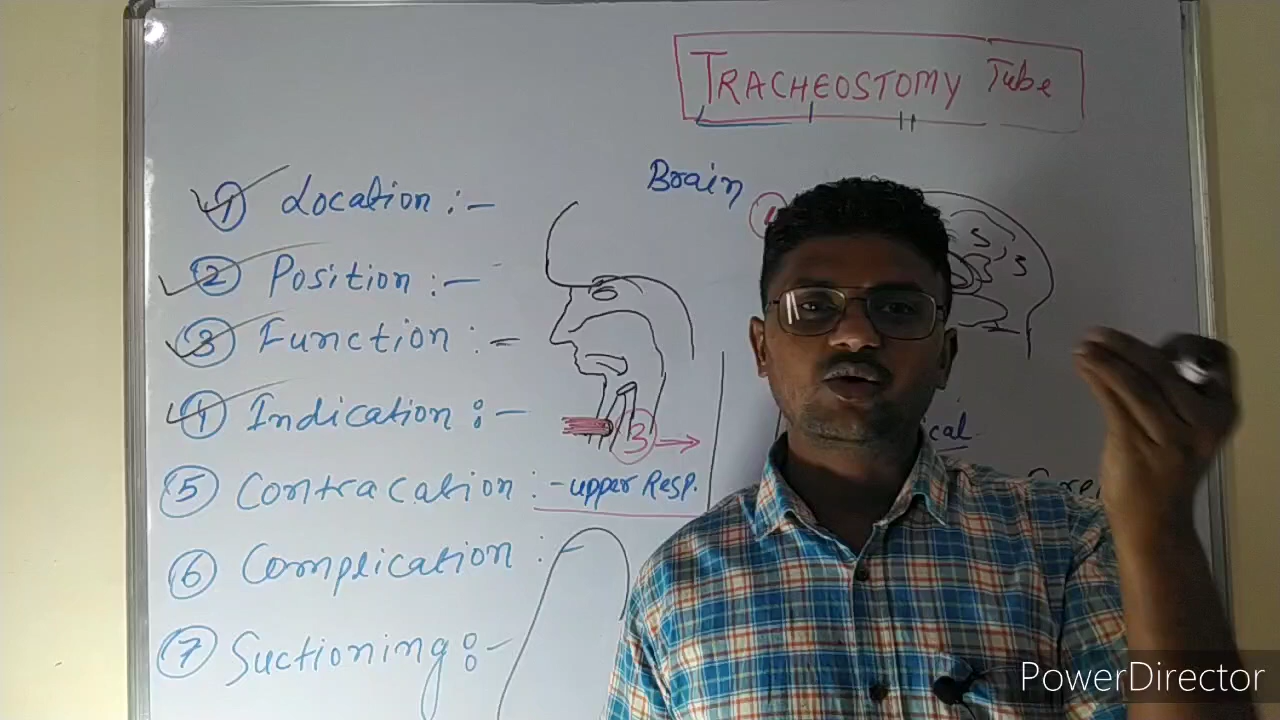 TRACHEOSTOMY Tube
Brain
① Location :-
② Position :-
③ Function :-
④ Indication :-
3
⑤ Contracation :- upper Resp.
⑥ Complication :-
⑦ Suctioning :-
PowerDirector